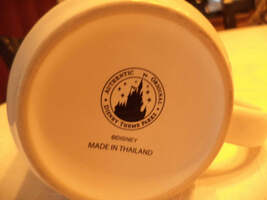 AUTHENTIC ORIGINAL
DISNEY THEME PARKS
©DISNEY
MADE IN THAILAND